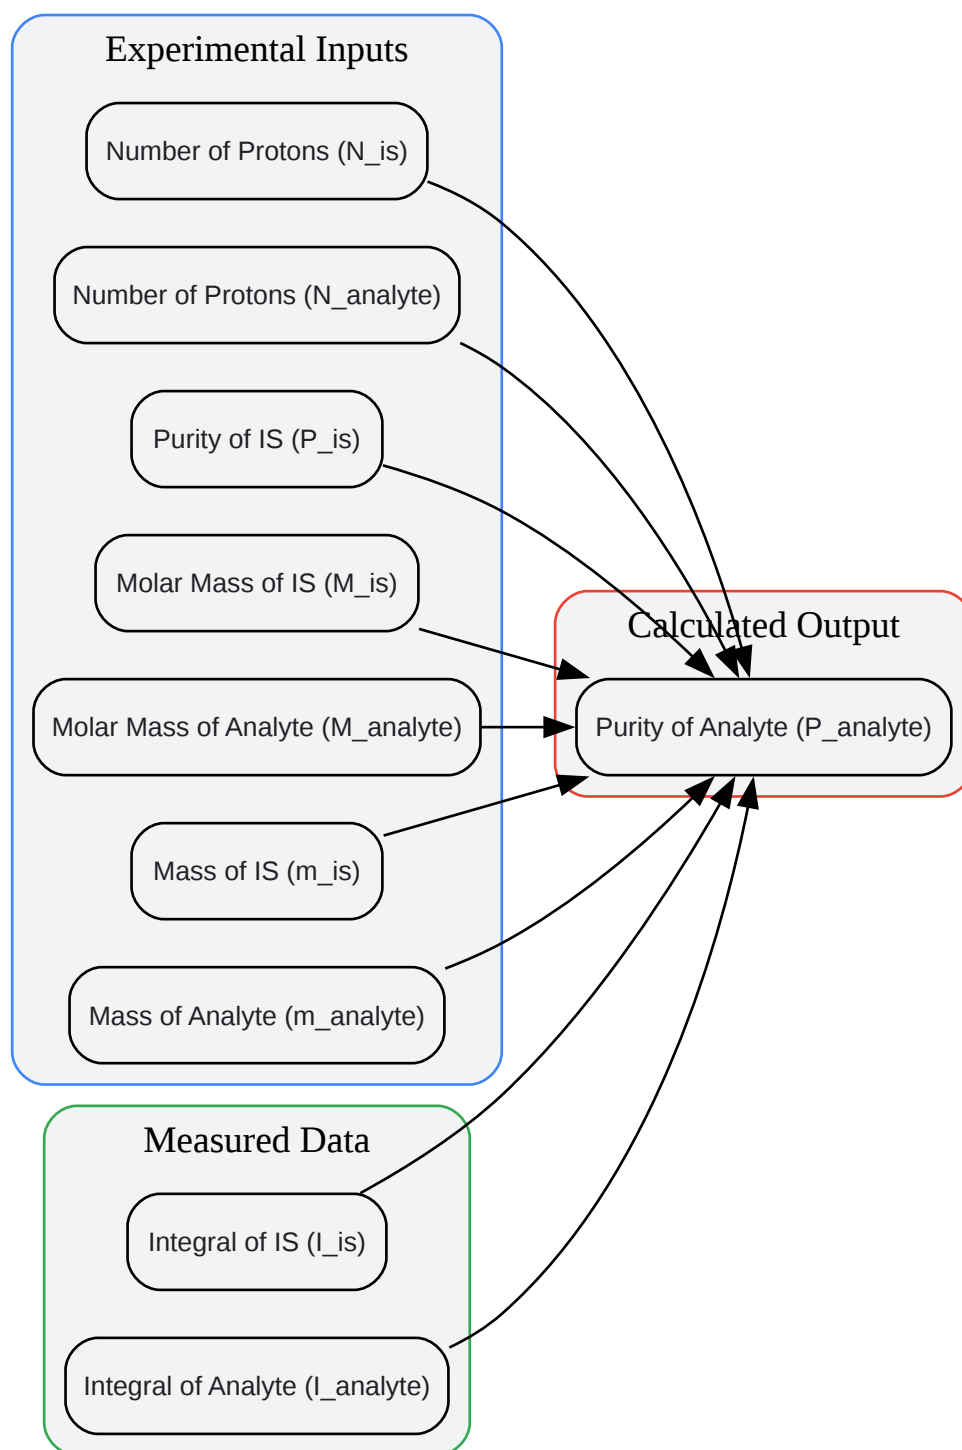 Experimental Inputs
Number of Protons (N_is)
Number of Protons (N_analyte)
Purity of IS (P_is)
Molar Mass of IS (M_is)
Molar Mass of Analyte (M_analyte)
Mass of IS (m_is)
Mass of Analyte (m_analyte)
Calculated Output
Purity of Analyte (P_analyte)
Measured Data
Integral of IS (I_is)
Integral of Analyte (I_analyte)